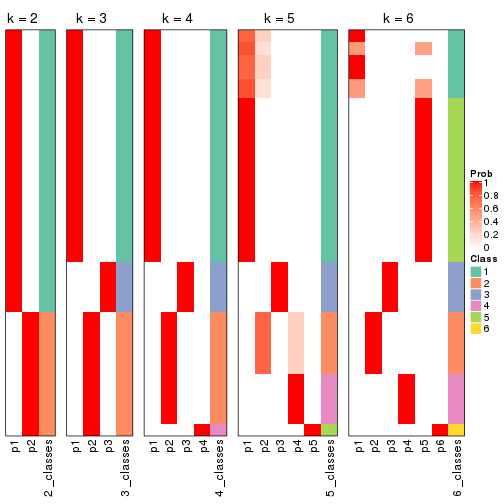 k = 2
k = 3
k = 4
k = 5
k = 6
p1
p2
2_classes
p1
p2
p3
3_classes
p1
p2
p3
p4
4_classes
p1
p2
p3
p4
p5
5_classes
p1
p2
p3
p4
p5
p6
6_classes
Prob
1
0.8
0.6
0.4
0.2
0
Class
1
2
3
4
5
6